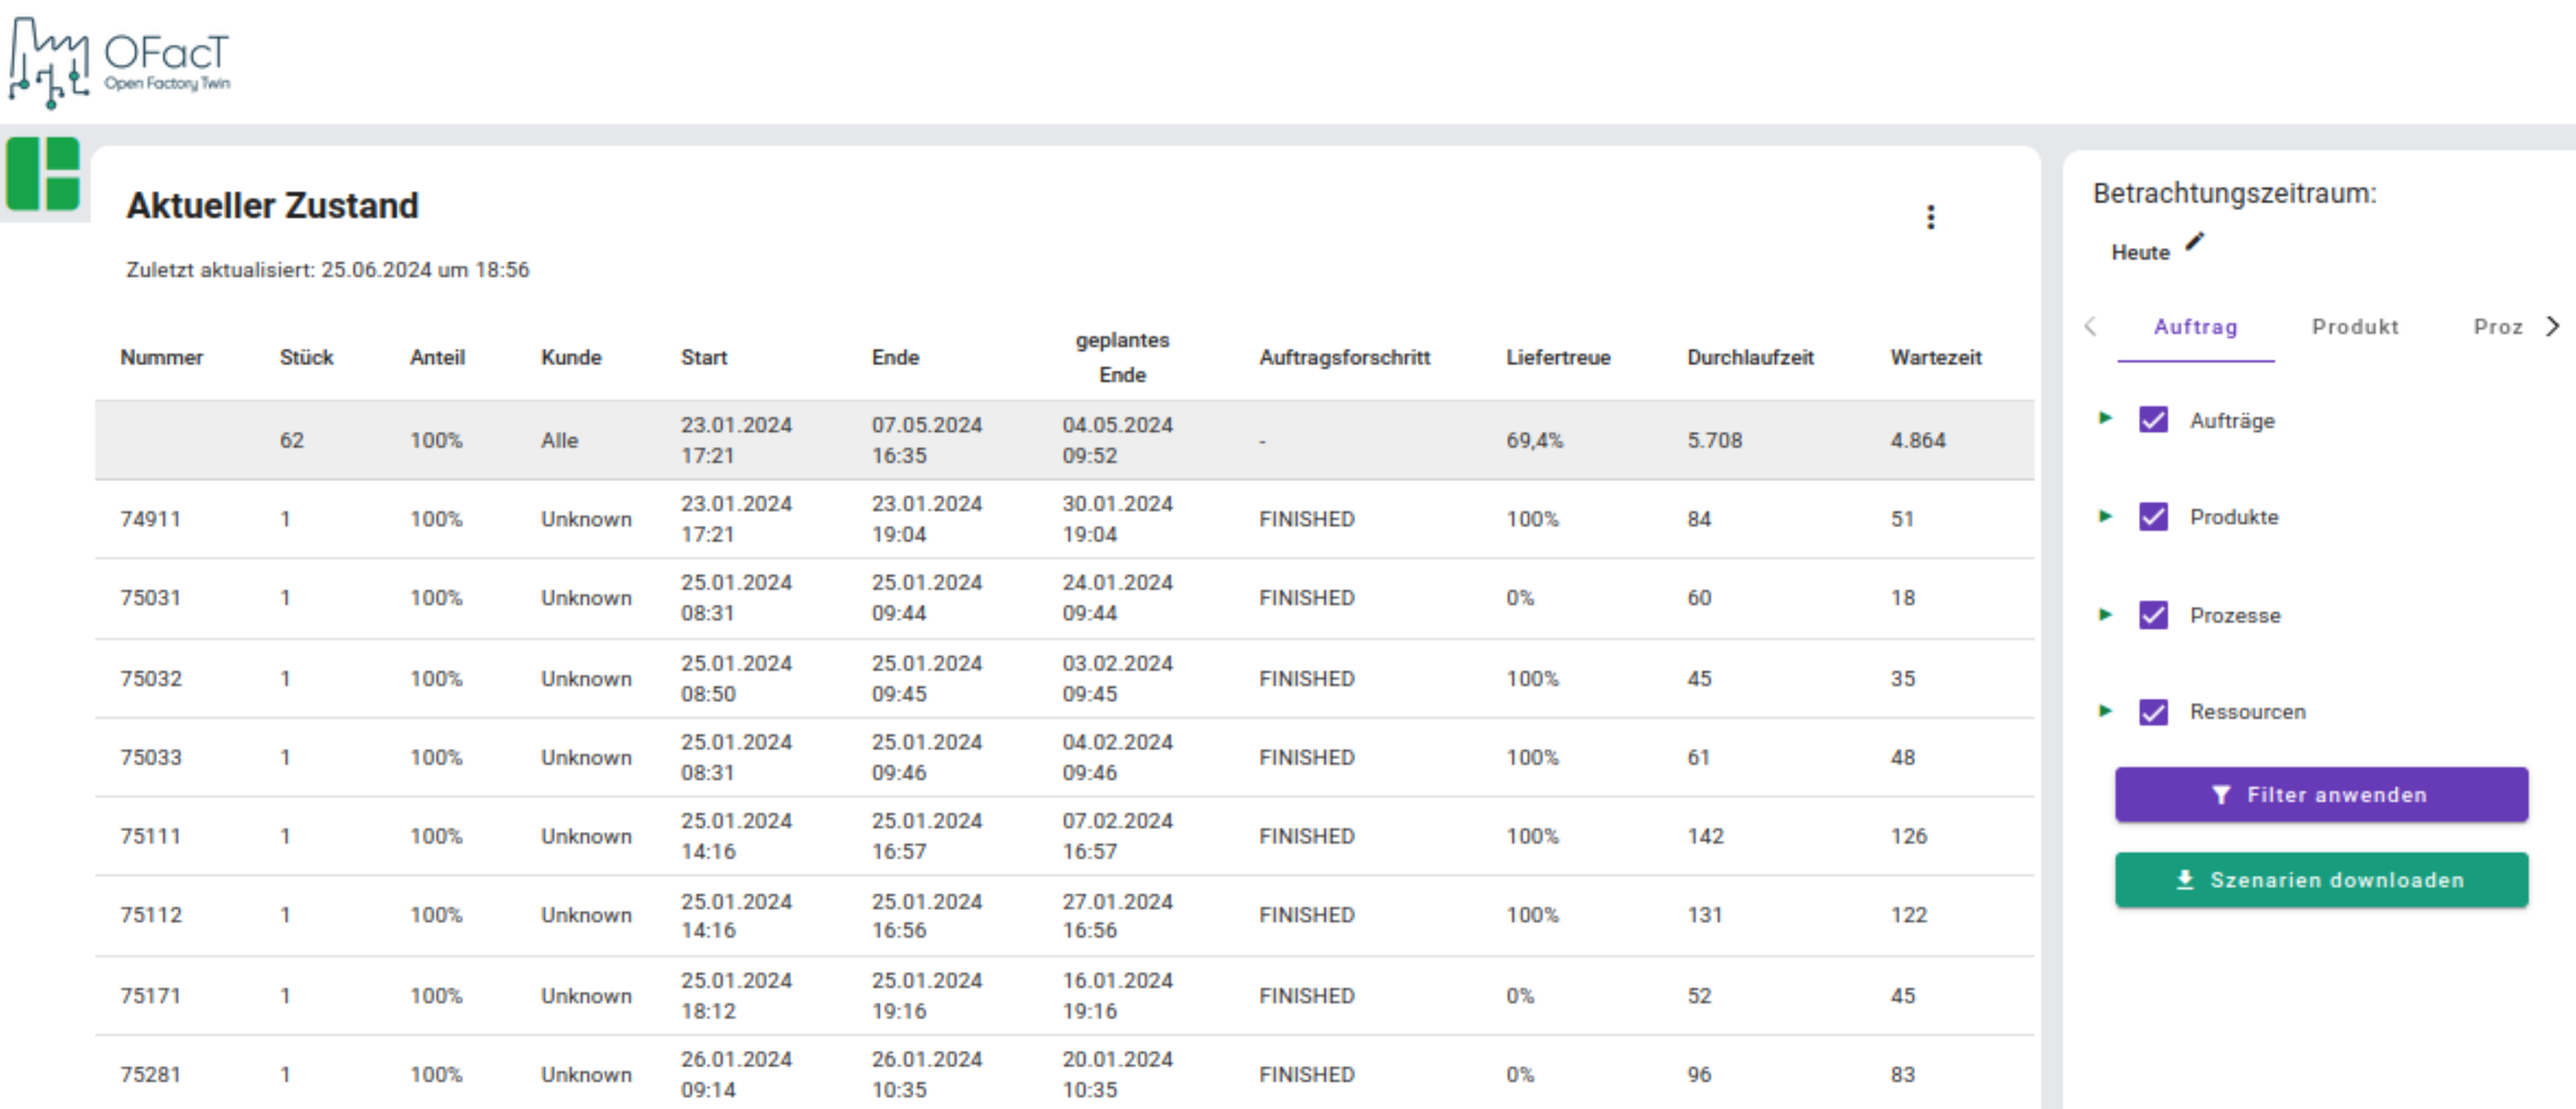 OFacT
Open Factory Twin
Aktueller Zustand
Zuletzt aktualisiert: 25.06.2024 um 18:56
Nummer Stück Anteil Kunde Start Ende geplantes Ende Auftragsforschritt Liefertreue Durchlaufzeit Wartezeit
62 100% Alle 23.01.2024 17:21 07.05.2024 16:35 04.05.2024 09:52 - 69,4% 5.708 4.864
74911 1 100% Unknown 23.01.2024 17:21 23.01.2024 19:04 30.01.2024 19:04 FINISHED 100% 84 51
75031 1 100% Unknown 25.01.2024 08:31 25.01.2024 09:44 24.01.2024 09:44 FINISHED 0% 60 18
75032 1 100% Unknown 25.01.2024 08:50 25.01.2024 09:45 03.02.2024 09:45 FINISHED 100% 45 35
75033 1 100% Unknown 25.01.2024 08:31 25.01.2024 09:46 04.02.2024 09:46 FINISHED 100% 61 48
75111 1 100% Unknown 25.01.2024 14:16 25.01.2024 16:57 07.02.2024 16:57 FINISHED 100% 142 126
75112 1 100% Unknown 25.01.2024 14:16 25.01.2024 16:56 27.01.2024 16:56 FINISHED 100% 131 122
75171 1 100% Unknown 25.01.2024 18:12 25.01.2024 19:16 16.01.2024 19:16 FINISHED 0% 52 45
75281 1 100% Unknown 26.01.2024 09:14 26.01.2024 10:35 20.01.2024 10:35 FINISHED 0% 96 83
Betrachtungszeitraum:
Heute
Auftrag Produkt Proz
Aufträge
Produkte
Prozesse
Ressourcen
Filter anwenden
Szenarien downloaden